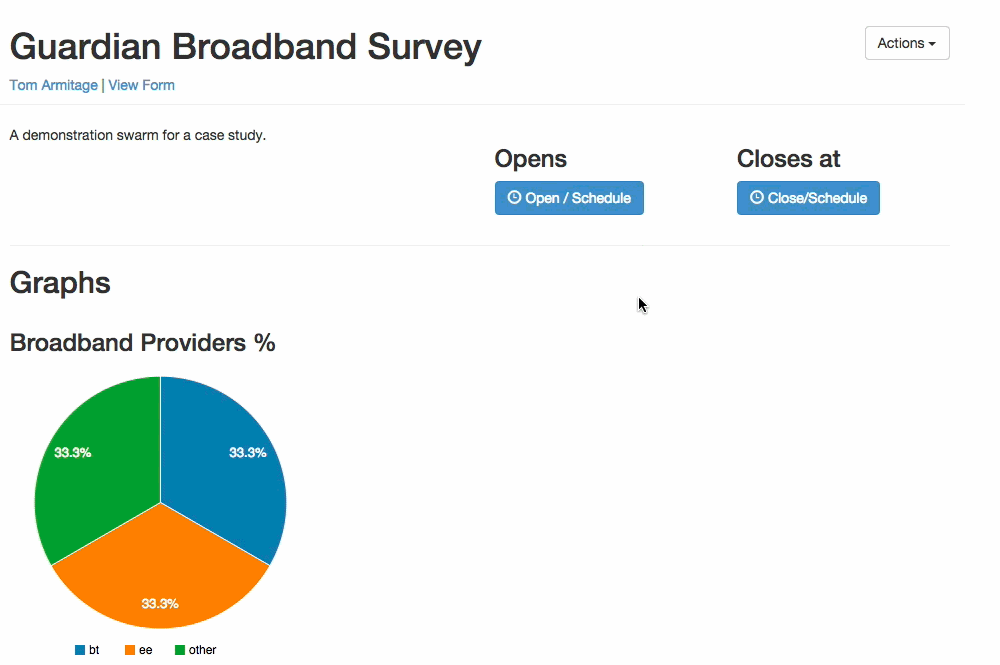 Guardian Broadband Survey
Actions
Tom Armitage | View Form
A demonstration swarm for a case study.
Opens
Closes at
Open / Schedule
Close/Schedule
Graphs
Broadband Providers %
33.3%
33.3%
33.3%
bt
ee
other